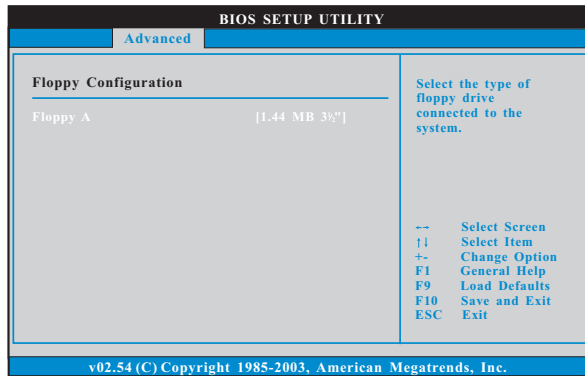 BIOS SETUP UTILITY
Advanced
Floppy Configuration
Floppy A [1.44 MB 3½"]
Select the type of
floppy drive
connected to the
system.
←→ Select Screen
↑↓ Select Item
+- Change Option
F1 General Help
F9 Load Defaults
F10 Save and Exit
ESC Exit
v02.54 (C) Copyright 1985-2003, American Megatrends, Inc.